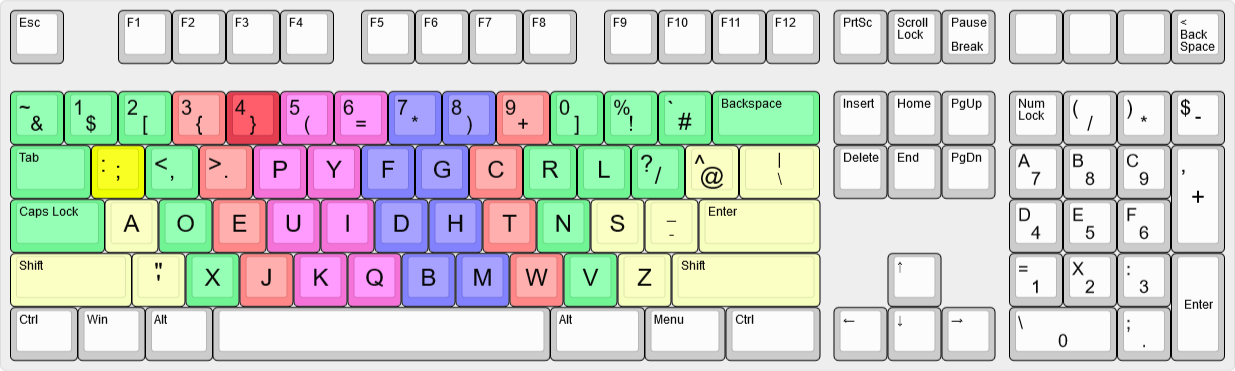 Esc F1 F2 F3 F4 F5 F6 F7 F8 F9 F10 F11 F12 PrtSc Scroll Lock Pause Break < Back Space
~ & 1 $ 2 [ 3 { 4 } 5 ( 6 = 7 * 8 ) 9 + 0 ] % ! ` # Backspace Insert Home PgUp Num Lock ( / ) * $ -
Tab : ; < , > . P Y F G C R L ? / ^ @ | \ Delete End PgDn A 7 B 8 C 9 ' +
Caps Lock A O E U I D H T N S _ - Enter D 4 E 5 F 6
Shift " ' X J K Q B M W V Z Shift ↑ = 1 X 2 : 3 Enter
Ctrl Win Alt Alt Menu Ctrl ← ↓ → \ 0 ; .